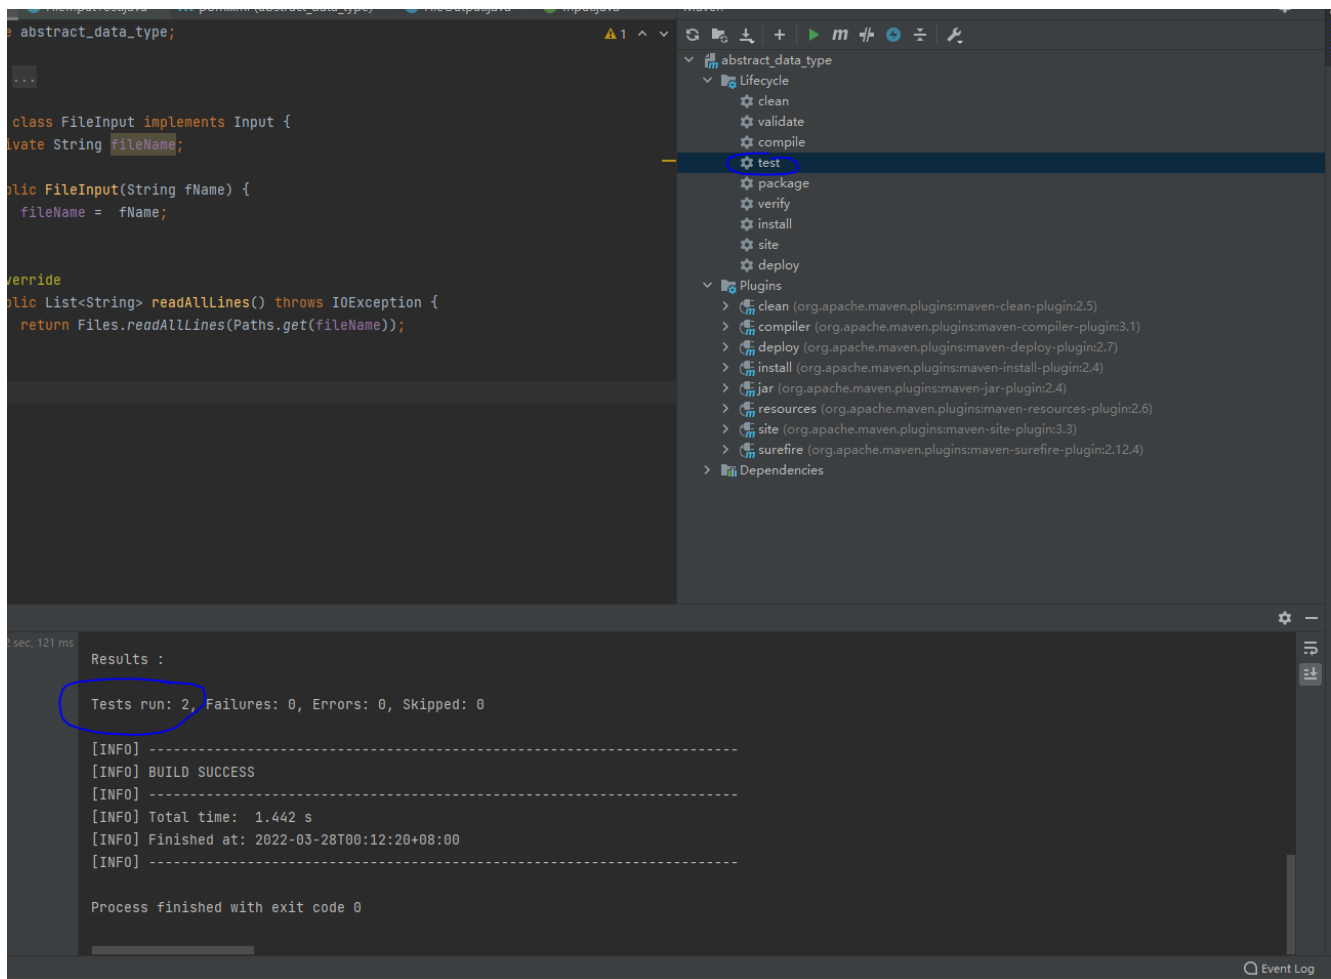 abstract_data_type;
1
...
class FileInput implements Input {
ivate String fileName;
blic FileInput(String fName) {
fileName =  fName;
verride
blic List<String> readAllLines() throws IOException {
return Files.readAllLines(Paths.get(fileName));
abstract_data_type
Lifecycle
clean
validate
compile
test
package
verify
install
site
deploy
Plugins
clean (org.apache.maven.plugins:maven-clean-plugin:2.5)
compiler (org.apache.maven.plugins:maven-compiler-plugin:3.1)
deploy (org.apache.maven.plugins:maven-deploy-plugin:2.7)
install (org.apache.maven.plugins:maven-install-plugin:2.4)
jar (org.apache.maven.plugins:maven-jar-plugin:2.4)
resources (org.apache.maven.plugins:maven-resources-plugin:2.6)
site (org.apache.maven.plugins:maven-site-plugin:3.3)
surefire (org.apache.maven.plugins:maven-surefire-plugin:2.12.4)
Dependencies
sec, 121 ms
Results :
Tests run: 2, Failures: 0, Errors: 0, Skipped: 0
[INFO] ------------------------------------------------------------------------
[INFO] BUILD SUCCESS
[INFO] ------------------------------------------------------------------------
[INFO] Total time:  1.442 s
[INFO] Finished at: 2022-03-28T00:12:20+08:00
[INFO] ------------------------------------------------------------------------
Process finished with exit code 0
Event Log